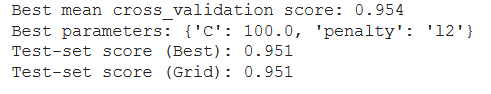 Best mean cross_validation score: 0.954
Best parameters: {'C': 100.0, 'penalty': 'l2'}
Test-set score (Best): 0.951
Test-set score (Grid): 0.951